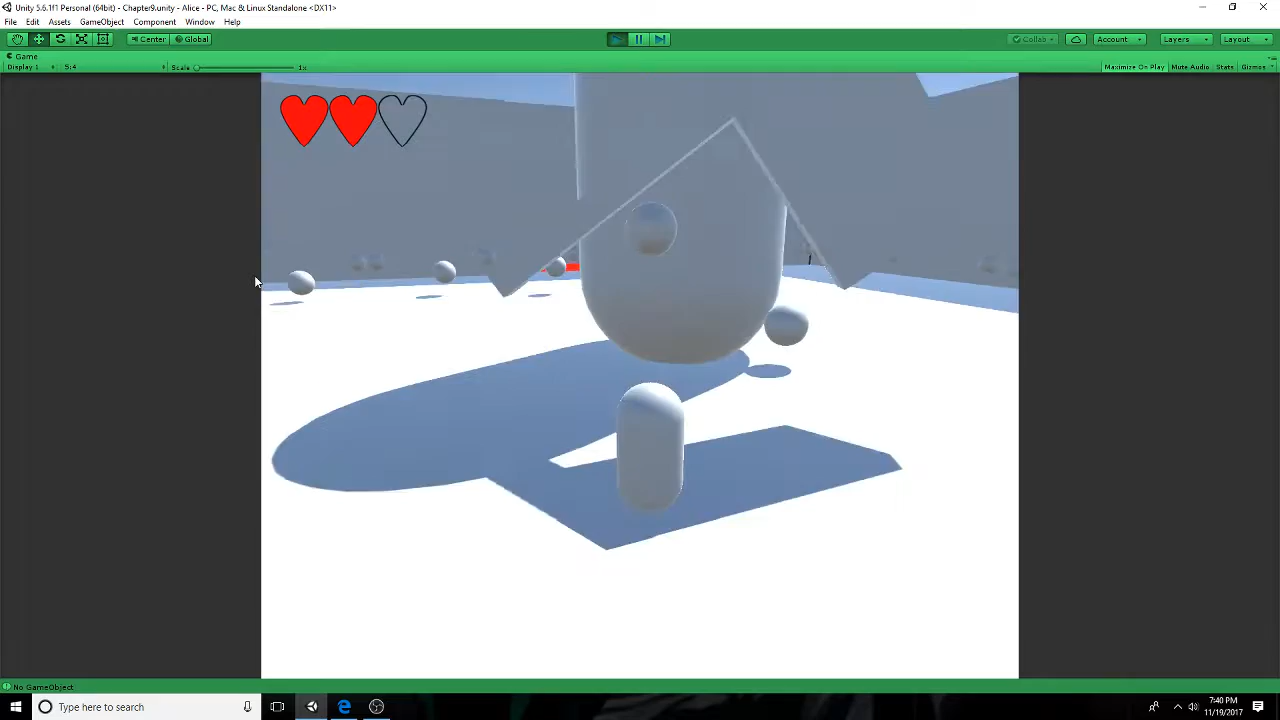 Unity 5.6.1f1 Personal (64bit) - Chapter9.unity - Alice - PC, Mac & Linux Standalone <DX11>
File Edit Assets GameObject Component Window Help
Center Global Collab Account Layers Layout
Game
Display 1 5:4 Scale 1x Maximize On Play Mute Audio Stats Gizmos
No GameObject
Type here to search
7:40 PM
11/19/2017